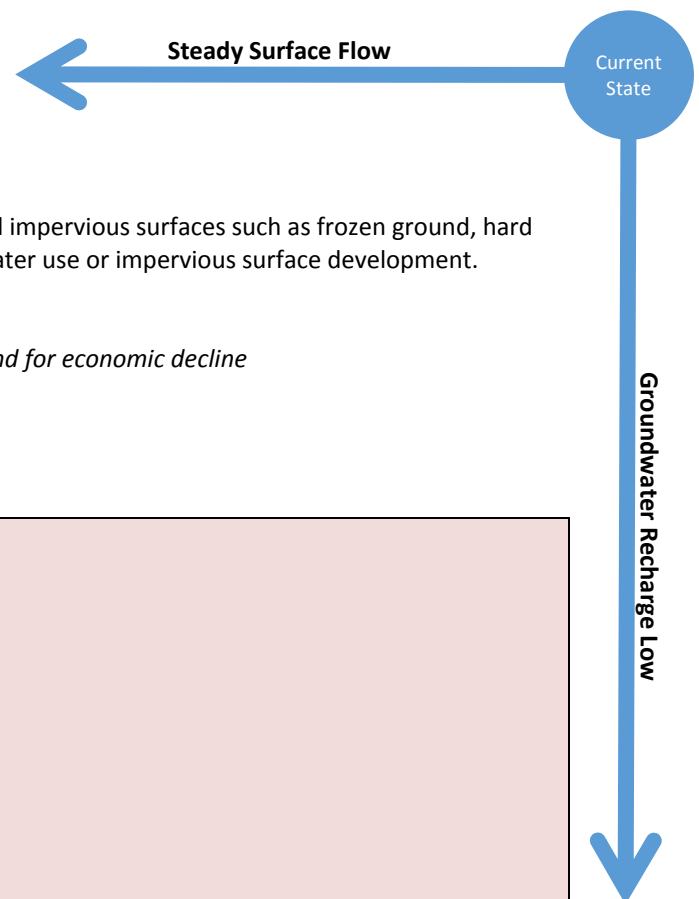 Steady Surface Flow
Current
State
impervious surfaces such as frozen ground, hard
ater use or impervious surface development.
nd for economic decline
Groundwater Recharge Low